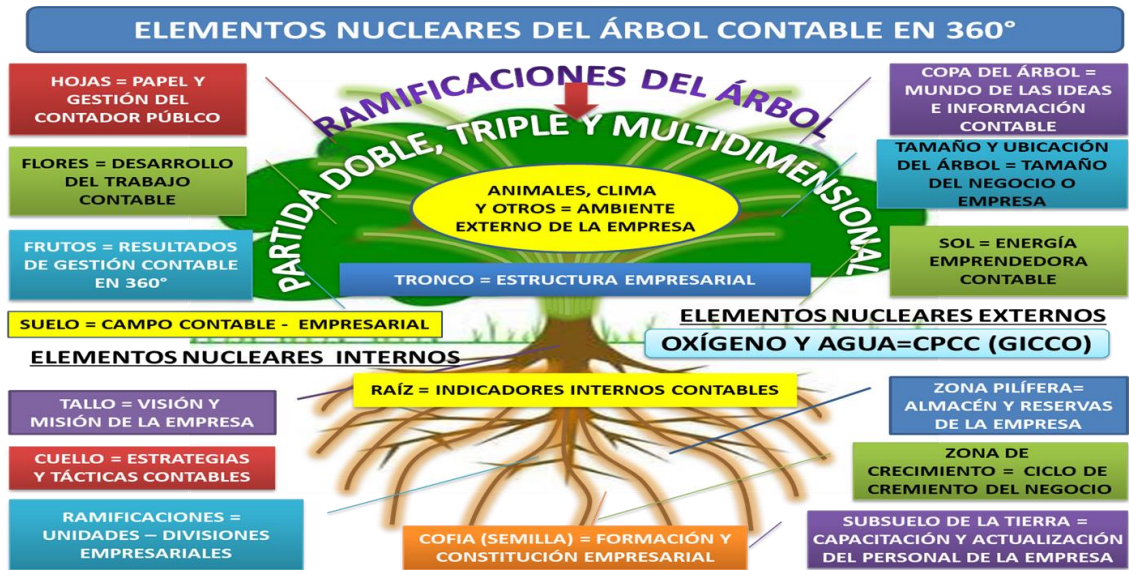 ELEMENTOS NUCLEARES DEL ÁRBOL CONTABLE EN 360°
RAMIFICACIONES DEL ÁRBOL
PARTIDA DOBLE, TRIPLE Y MULTIDIMENSIONAL
HOJAS = PAPEL Y
GESTIÓN DEL
CONTADOR PÚBLCO
FLORES = DESARROLLO
DEL TRABAJO
CONTABLE
FRUTOS = RESULTADOS
DE GESTIÓN CONTABLE
EN 360°
ANIMALES, CLIMA
Y OTROS = AMBIENTE
EXTERNO DE LA EMPRESA
TRONCO = ESTRUCTURA EMPRESARIAL
COPA DEL ÁRBOL =
MUNDO DE LAS IDEAS
E INFORMACIÓN
CONTABLE
TAMAÑO Y UBICACIÓN
DEL ÁRBOL = TAMAÑO
DEL NEGOCIO O
EMPRESA
SOL = ENERGÍA
EMPRENDEDORA
CONTABLE
SUELO = CAMPO CONTABLE - EMPRESARIAL
ELEMENTOS NUCLEARES EXTERNOS
OXÍGENO Y AGUA=CPCC (GICCO)
ELEMENTOS NUCLEARES INTERNOS
RAÍZ = INDICADORES INTERNOS CONTABLES
TALLO = VISIÓN Y
MISIÓN DE LA EMPRESA
CUELLO = ESTRATEGIAS
Y TÁCTICAS CONTABLES
RAMIFICACIONES =
UNIDADES – DIVISIONES
EMPRESARIALES
COFIA (SEMILLA) = FORMACIÓN Y
CONSTITUCIÓN EMPRESARIAL
ZONA PILÍFERA=
ALMACÉN Y RESERVAS
DE LA EMPRESA
ZONA DE
CRECIMIENTO = CICLO DE
CREMIENTO DEL NEGOCIO
SUBSUELO DE LA TIERRA =
CAPACITACIÓN Y ACTUALIZACIÓN
DEL PERSONAL DE LA EMPRESA